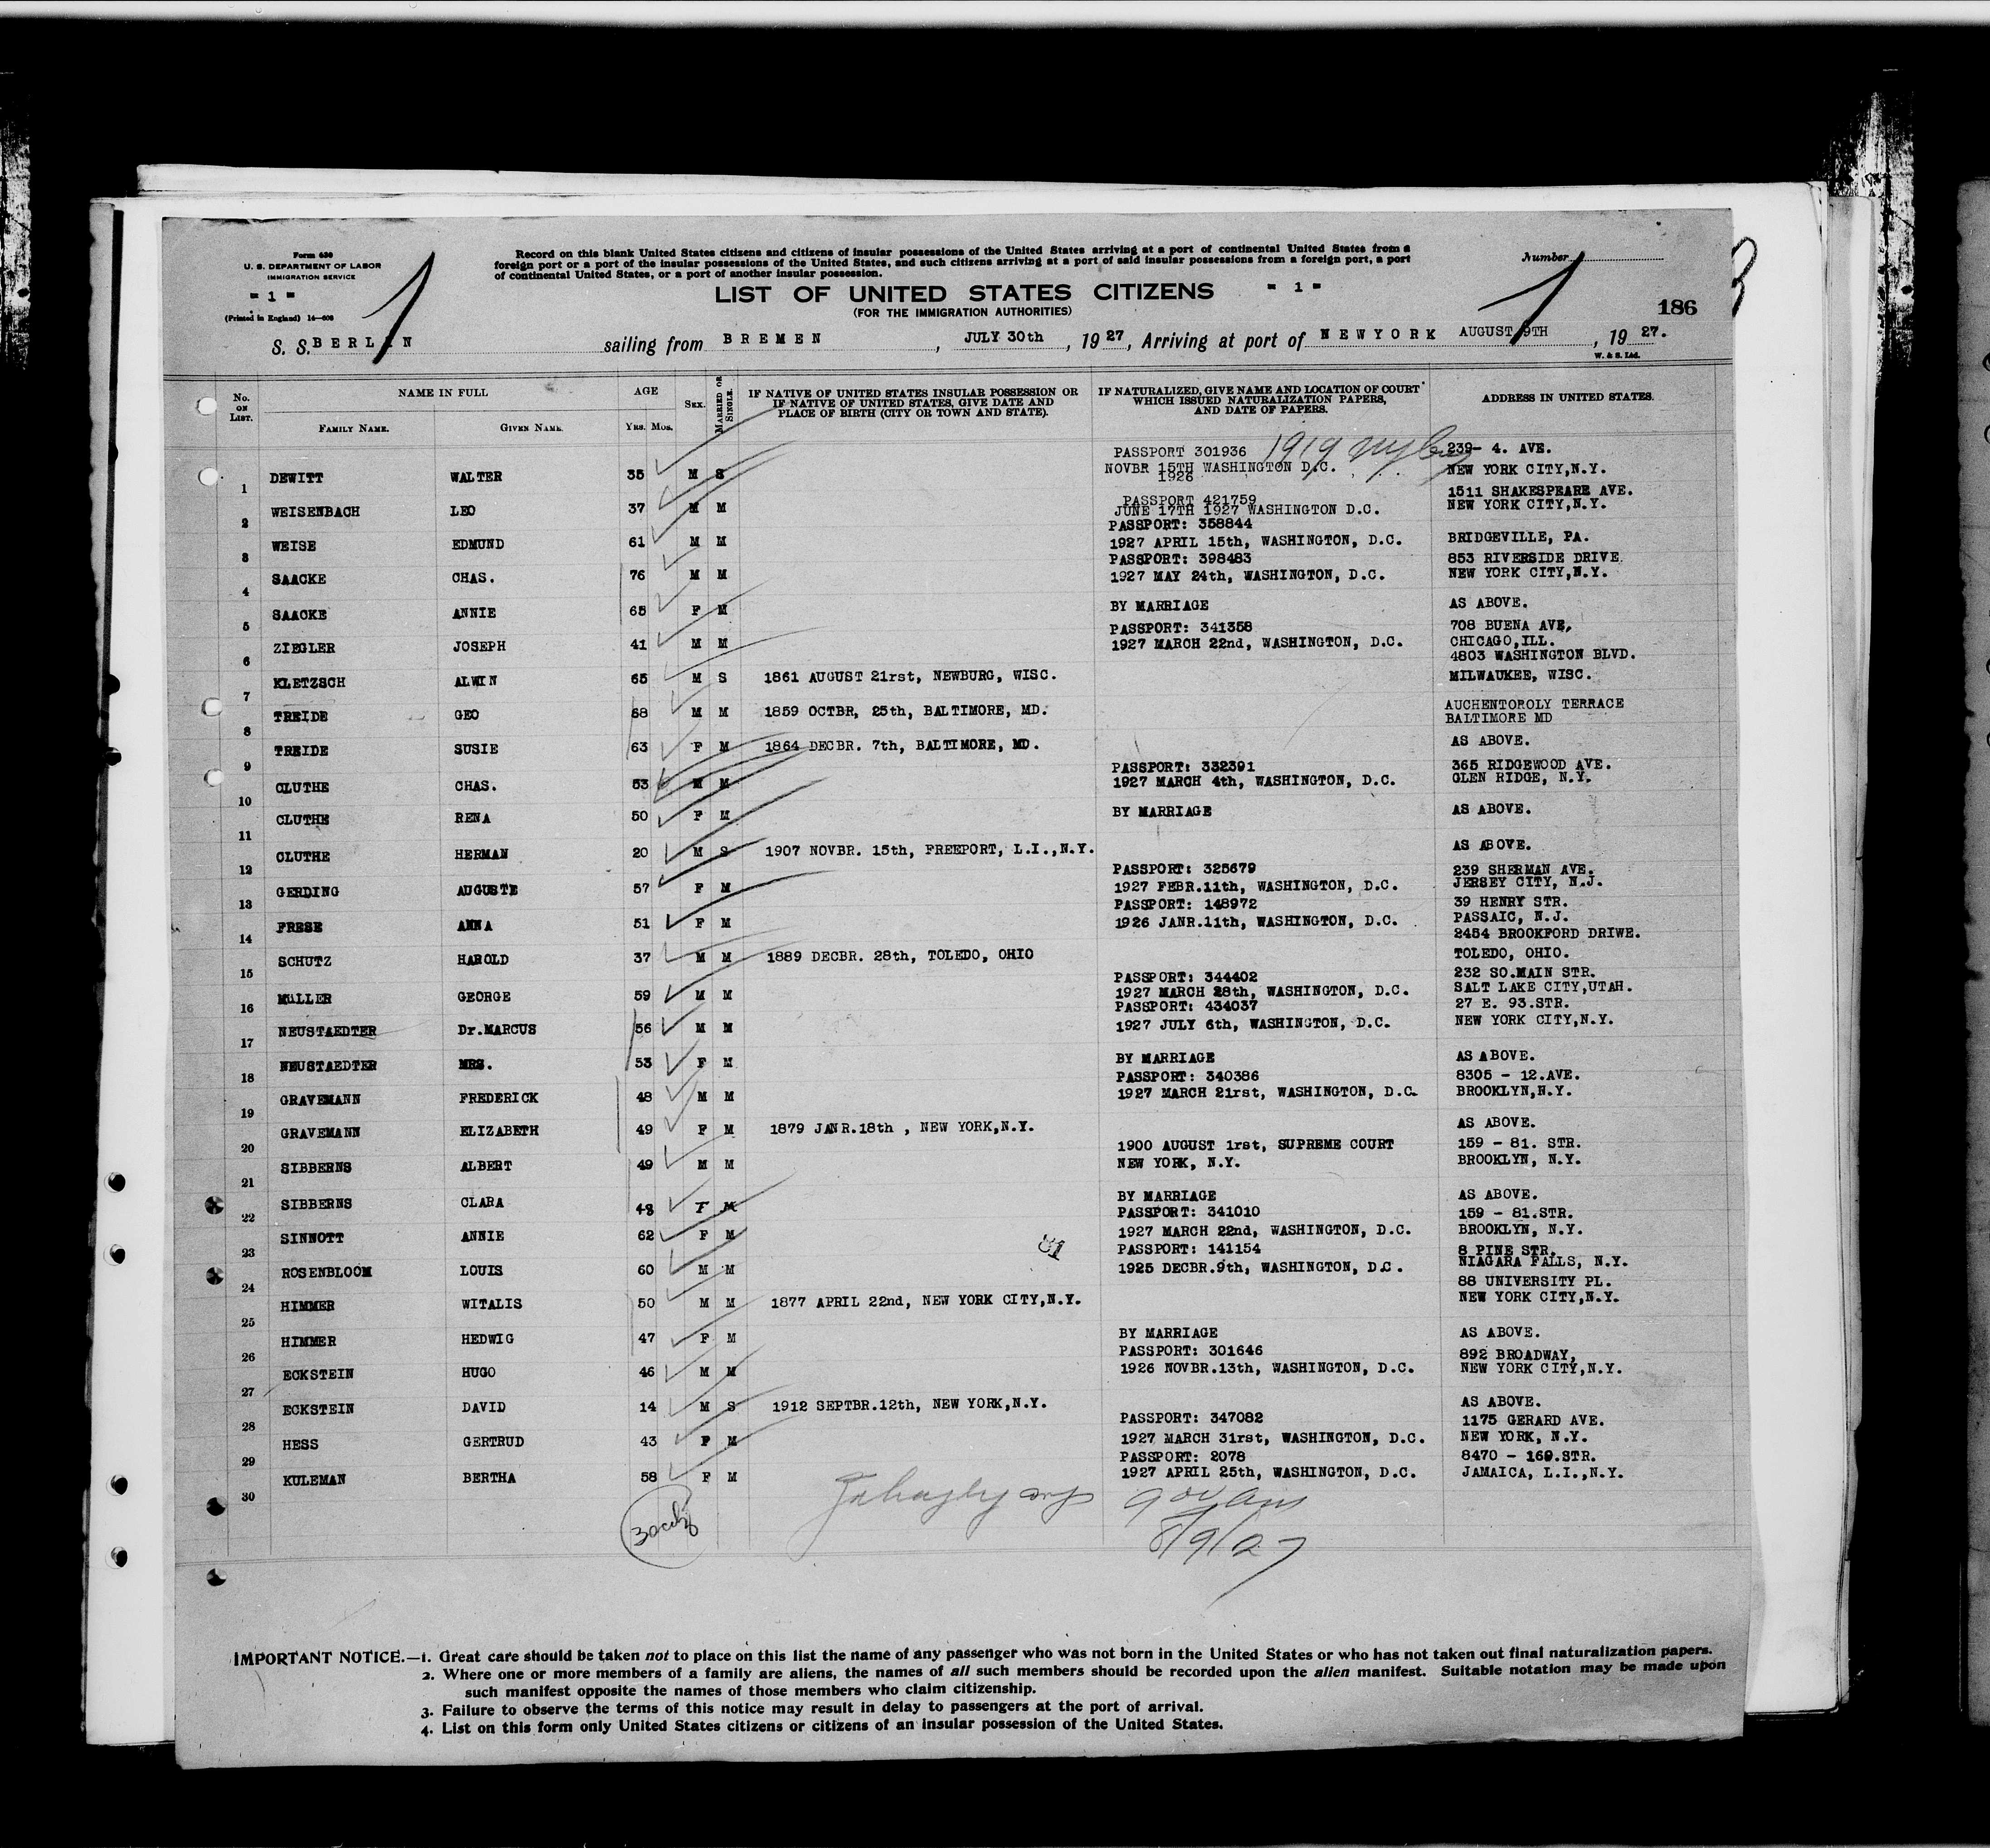 Form 630
U. S. DEPARTMENT OF LABOR
IMMIGRATION SERVICE
= 1 =
(Printed in England) 14—608
Record on this blank United States citizens and citizens of insular possessions of the United States arriving at a port of continental United States from a
foreign port or a port of the insular possessions of the United States, and such citizens arriving at a port of said insular possessions from a foreign port, a port
of continental United States, or a port of another insular possession.
LIST OF UNITED STATES CITIZENS = 1 =
(FOR THE IMMIGRATION AUTHORITIES)
Number
1
1
186
S. S. BERLIN sailing from BREMEN, JULY 30th, 1927, Arriving at port of NEWYORK AUGUST 9TH, 1927.
W. & S. Ltd.
No. ON LIST. NAME IN FULL FAMILY NAME. GIVEN NAME. AGE YRS. MOS. SEX. MARRIED OR SINGLE. IF NATIVE OF UNITED STATES INSULAR POSSESSION OR IF NATIVE OF UNITED STATES, GIVE DATE AND PLACE OF BIRTH (CITY OR TOWN AND STATE). IF NATURALIZED, GIVE NAME AND LOCATION OF COURT WHICH ISSUED NATURALIZATION PAPERS, AND DATE OF PAPERS. ADDRESS IN UNITED STATES.
1 DEWITT WALTER 35 M S PASSPORT 301936 NOVBR 15TH WASHINGTON D.C. 1926 1919 239- 4. AVE. NEW YORK CITY,N.Y.
2 WEISENBACH LEO 37 M M PASSPORT 421759 JUNE 17TH 1927 WASHINGTON D.C. 1511 SHAKESPEARE AVE. NEW YORK CITY,N.Y.
3 WEISE EDMUND 61 M M PASSPORT: 358844 1927 APRIL 15th, WASHINGTON, D.C. BRIDGEVILLE, PA.
4 SAACKE CHAS. 76 M M PASSPORT: 398483 1927 MAY 24th, WASHINGTON, D.C. 853 RIVERSIDE DRIVE NEW YORK CITY,N.Y.
5 SAACKE ANNIE 65 F M BY MARRIAGE AS ABOVE.
6 ZIEGLER JOSEPH 41 M M PASSPORT: 341358 1927 MARCH 22nd, WASHINGTON, D.C. 708 BUENA AVE, CHICAGO,ILL.
7 KLETZSCH ALWIN 65 M S 1861 AUGUST 21rst, NEWBURG, WISC. 4803 WASHINGTON BLVD. MILWAUKEE, WISC.
8 TREIDE GEO 68 M M 1859 OCTBR, 25th, BALTIMORE, MD. AUCHENTOROLY TERRACE BALTIMORE MD
9 TREIDE SUSIE 63 F M 1864 DECBR. 7th, BALTIMORE, MD. AS ABOVE.
10 CLUTHE CHAS. 53 M M PASSPORT: 332391 1927 MARCH 4th, WASHINGTON, D.C. 365 RIDGEWOOD AVE. GLEN RIDGE, N.Y.
11 CLUTHE RENA 50 F M BY MARRIAGE AS ABOVE.
12 CLUTHE HERMAN 20 M S 1907 NOVBR. 15th, FREEPORT, L.I.,N.Y. AS ABOVE.
13 GERDING AUGUSTE 57 F M PASSPORT: 325679 1927 FEBR.11th, WASHINGTON, D.C. 239 SHERMAN AVE. JERSEY CITY, N.J.
14 FRESE ANNA 51 F M PASSPORT: 148972 1926 JANR.11th, WASHINGTON, D.C. 39 HENRY STR. PASSAIC, N.J.
15 SCHUTZ HAROLD 37 M M 1889 DECBR. 28th, TOLEDO, OHIO 2454 BROOKFORD DRIWE. TOLEDO, OHIO.
16 MULLER GEORGE 59 M M PASSPORT: 344402 1927 MARCH 28th, WASHINGTON, D.C. 232 SO.MAIN STR. SALT LAKE CITY,UTAH.
17 NEUSTAEDTER Dr.MARCUS 56 M M PASSPORT: 434037 1927 JULY 6th, WASHINGTON, D.C. 27 E. 93.STR. NEW YORK CITY,N.Y.
18 NEUSTAEDTER MRS. 53 F M BY MARRIAGE AS ABOVE.
19 GRAVEMANN FREDERICK 48 M M PASSPORT: 340386 1927 MARCH 21rst, WASHINGTON, D.C. 8305 - 12.AVE. BROOKLYN,N.Y.
20 GRAVEMANN ELIZABETH 49 F M 1879 JANR.18th , NEW YORK,N.Y. AS ABOVE.
21 SIBBERNS ALBERT 49 M M 1900 AUGUST 1rst, SUPREME COURT NEW YORK, N.Y. 159 - 81. STR. BROOKLYN, N.Y.
22 SIBBERNS CLARA 48 F M BY MARRIAGE AS ABOVE.
23 SINNOTT ANNIE 62 F M PASSPORT: 341010 1927 MARCH 22nd, WASHINGTON, D.C. 159 - 81.STR. BROOKLYN, N.Y.
24 ROSENBLOOM LOUIS 60 M M PASSPORT: 141154 1925 DECBR.9th, WASHINGTON, D.C. 8 PINE STR. NIAGARA FALLS, N.Y.
25 HIMMER WITALIS 50 M M 1877 APRIL 22nd, NEW YORK CITY,N.Y. 88 UNIVERSITY PL. NEW YORK CITY,N.Y.
26 HIMMER HEDWIG 47 F M BY MARRIAGE AS ABOVE.
27 ECKSTEIN HUGO 46 M M PASSPORT: 301646 1926 NOVBR.13th, WASHINGTON, D.C. 892 BROADWAY, NEW YORK CITY,N.Y.
28 ECKSTEIN DAVID 14 M S 1912 SEPTBR.12th, NEW YORK,N.Y. AS ABOVE.
29 HESS GERTRUD 43 F M PASSPORT: 347082 1927 MARCH 31rst, WASHINGTON, D.C. 1175 GERARD AVE. NEW YORK, N.Y.
30 KULEMAN BERTHA 58 F M PASSPORT: 2078 1927 APRIL 25th, WASHINGTON, D.C. 8470 - 169.STR. JAMAICA, L.I.,N.Y.
8/9/27
IMPORTANT NOTICE.—1. Great care should be taken not to place on this list the name of any passenger who was not born in the United States or who has not taken out final naturalization papers.
2. Where one or more members of a family are aliens, the names of all such members should be recorded upon the alien manifest. Suitable notation may be made upon
such manifest opposite the names of those members who claim citizenship.
3. Failure to observe the terms of this notice may result in delay to passengers at the port of arrival.
4. List on this form only United States citizens or citizens of an insular possession of the United States.